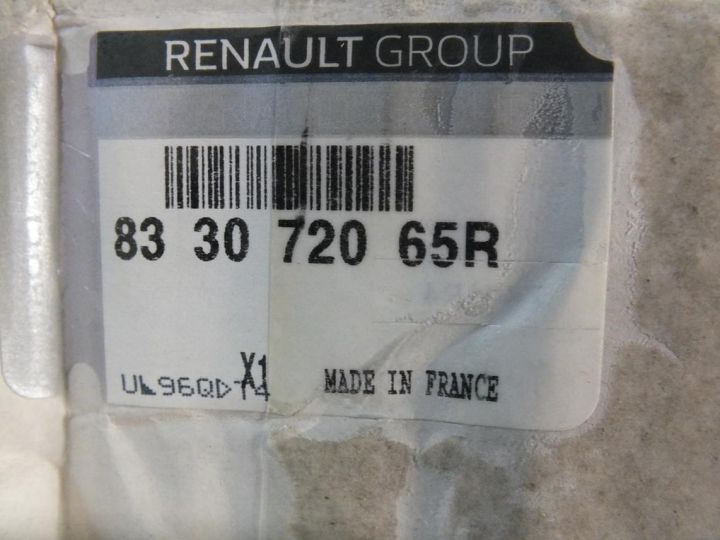 RENAULT GROUP
83 30 720 65R
X1
MADE IN FRANCE